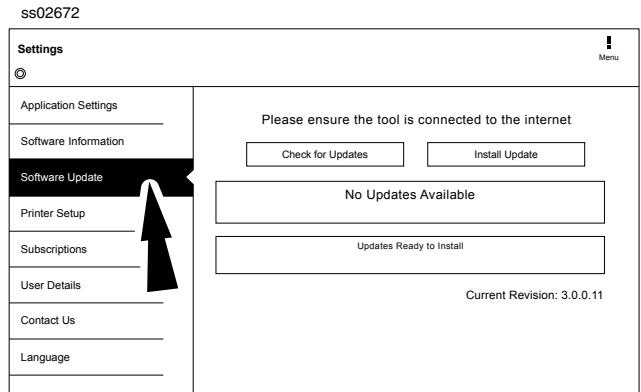 ss02672
Settings
Menu
Application Settings
Software Information
Software Update
Printer Setup
Subscriptions
User Details
Contact Us
Language
Please ensure the tool is connected to the internet
Check for Updates
Install Update
No Updates Available
Updates Ready to Install
Current Revision: 3.0.0.11